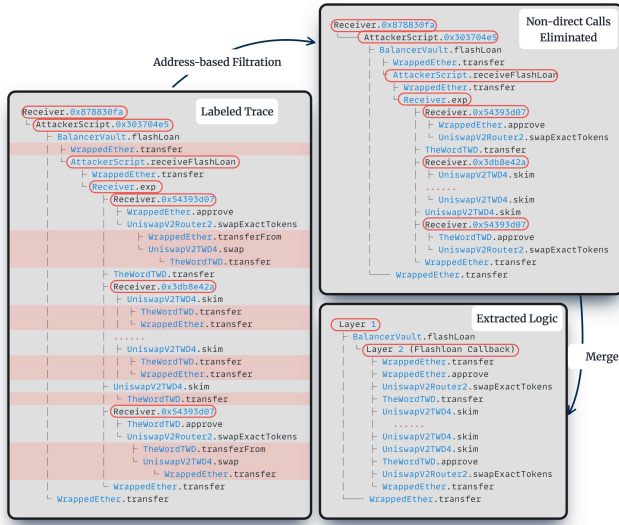 Address-based Filtration
Labeled Trace
Receiver.0x878830fa
AttackerScript.0x303704e5
BalancerVault.flashLoan
WrappedEther.transfer
AttackerScript.receiveFlashLoan
WrappedEther.transfer
Receiver.exp
Receiver.0x54393d07
WrappedEther.approve
UniswapV2Router2.swapExactTokens
WrappedEther.transferFrom
UniswapV2TWD4.swap
TheWordTWD.transfer
TheWordTWD.transfer
Receiver.0x3db8e42a
UniswapV2TWD4.skim
TheWordTWD.transfer
WrappedEther.transfer
......
UniswapV2TWD4.skim
TheWordTWD.transfer
WrappedEther.transfer
UniswapV2TWD4.skim
TheWordTWD.transfer
Receiver.0x54393d07
TheWordTWD.approve
UniswapV2Router2.swapExactTokens
TheWordTWD.transferFrom
UniswapV2TWD4.swap
WrappedEther.transfer
WrappedEther.transfer
WrappedEther.transfer
Non-direct Calls
Eliminated
Receiver.0x878830fa
AttackerScript.0x303704e5
BalancerVault.flashLoan
WrappedEther.transfer
AttackerScript.receiveFlashLoan
WrappedEther.transfer
Receiver.exp
Receiver.0x54393d07
WrappedEther.approve
UniswapV2Router2.swapExactTokens
TheWordTWD.transfer
Receiver.0x3db8e42a
UniswapV2TWD4.skim
......
UniswapV2TWD4.skim
UniswapV2TWD4.skim
Receiver.0x54393d07
TheWordTWD.approve
UniswapV2Router2.swapExactTokens
WrappedEther.transfer
WrappedEther.transfer
Merge
Extracted Logic
Layer 1
BalancerVault.flashLoan
Layer 2 (Flashloan Callback)
WrappedEther.transfer
WrappedEther.approve
UniswapV2Router2.swapExactTokens
TheWordTWD.transfer
UniswapV2TWD4.skim
......
UniswapV2TWD4.skim
UniswapV2TWD4.skim
TheWordTWD.approve
UniswapV2Router2.swapExactTokens
WrappedEther.transfer
WrappedEther.transfer